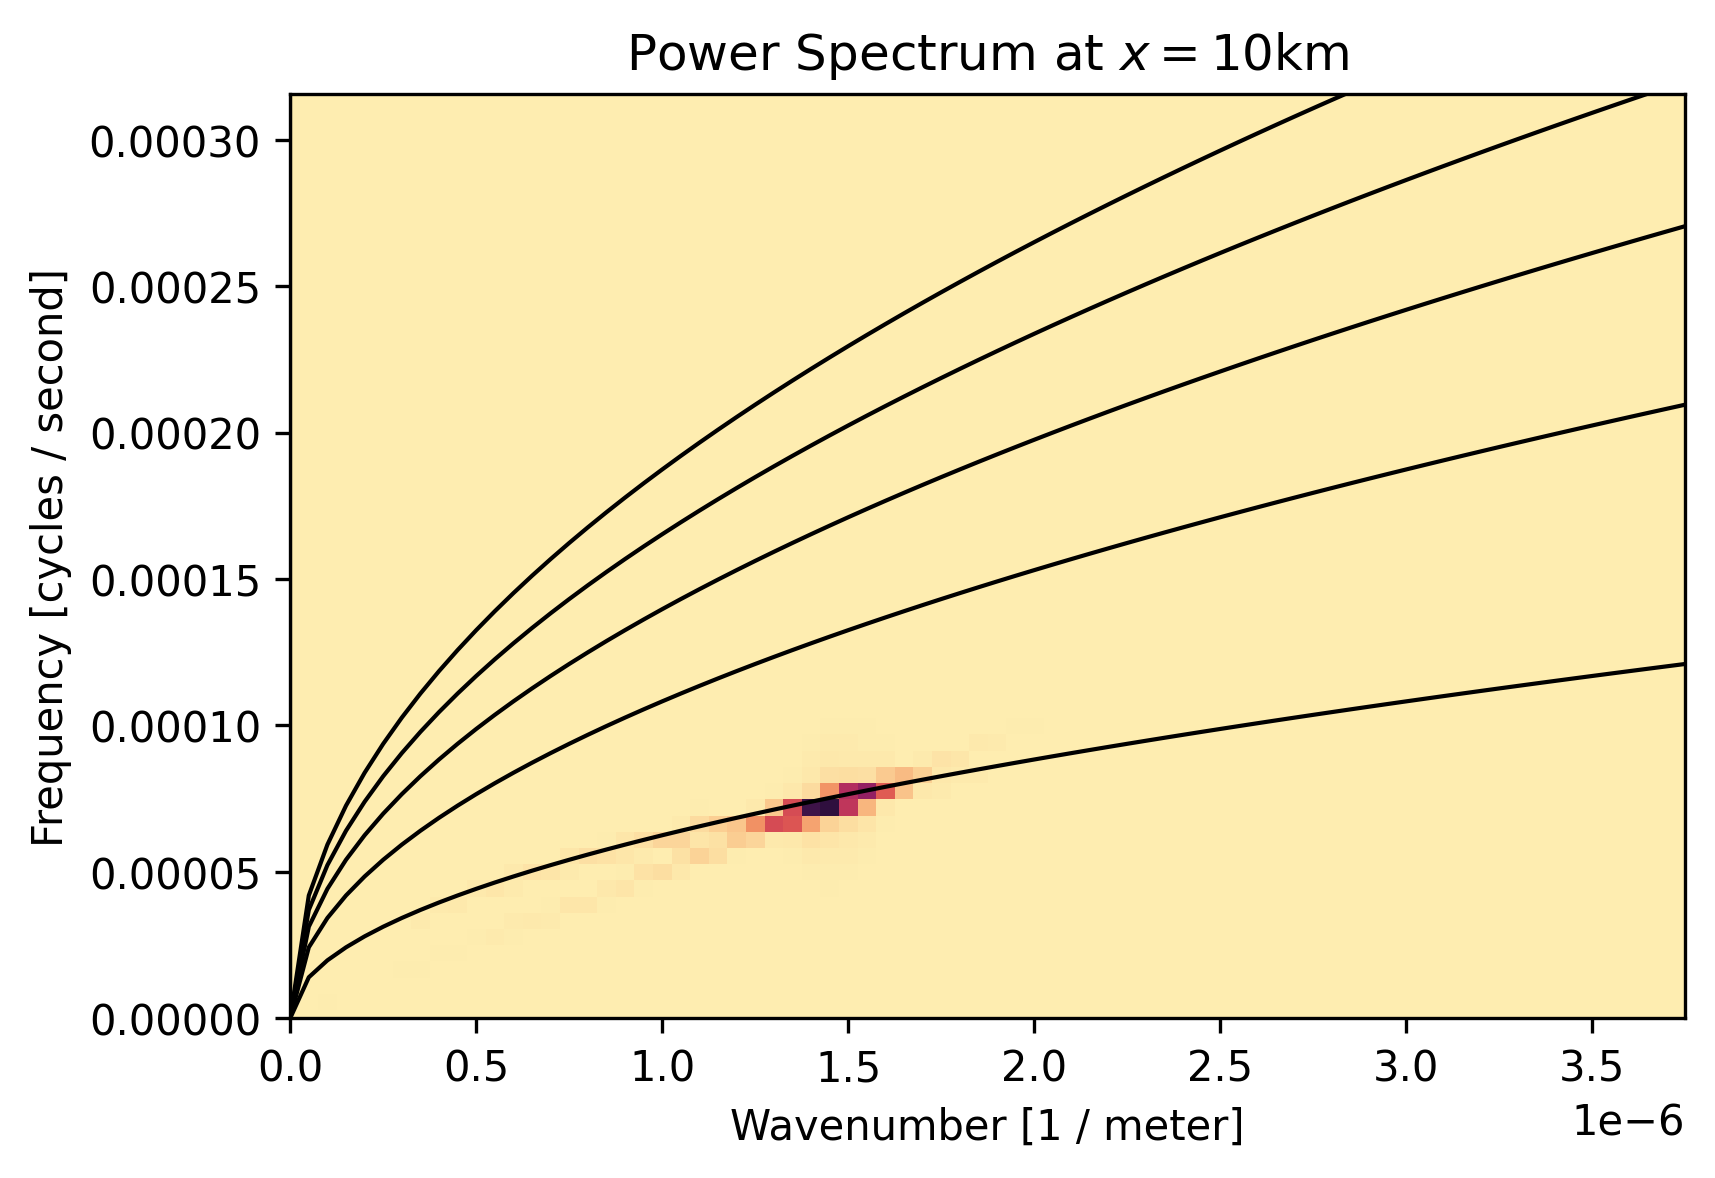 Power Spectrum at x = 10km
0.00030
0.00025
0.00020
0.00015
0.00010
0.00005
0.00000
Frequency [cycles / second]
0.0 0.5 1.0 1.5 2.0 2.5 3.0 3.5
1e−6
Wavenumber [1 / meter]